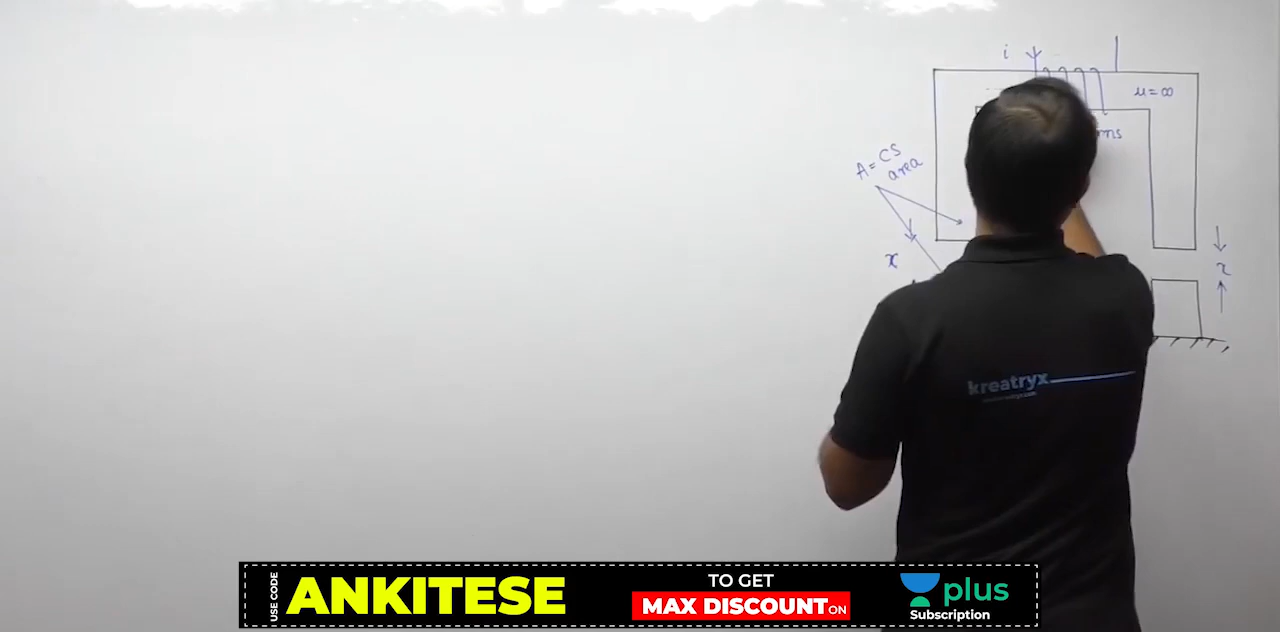 i
μ = ∞
A = CS
area
x
x
kreatryx
USE CODE
ANKITESE
TO GET
MAX DISCOUNT ON
plus
Subscription